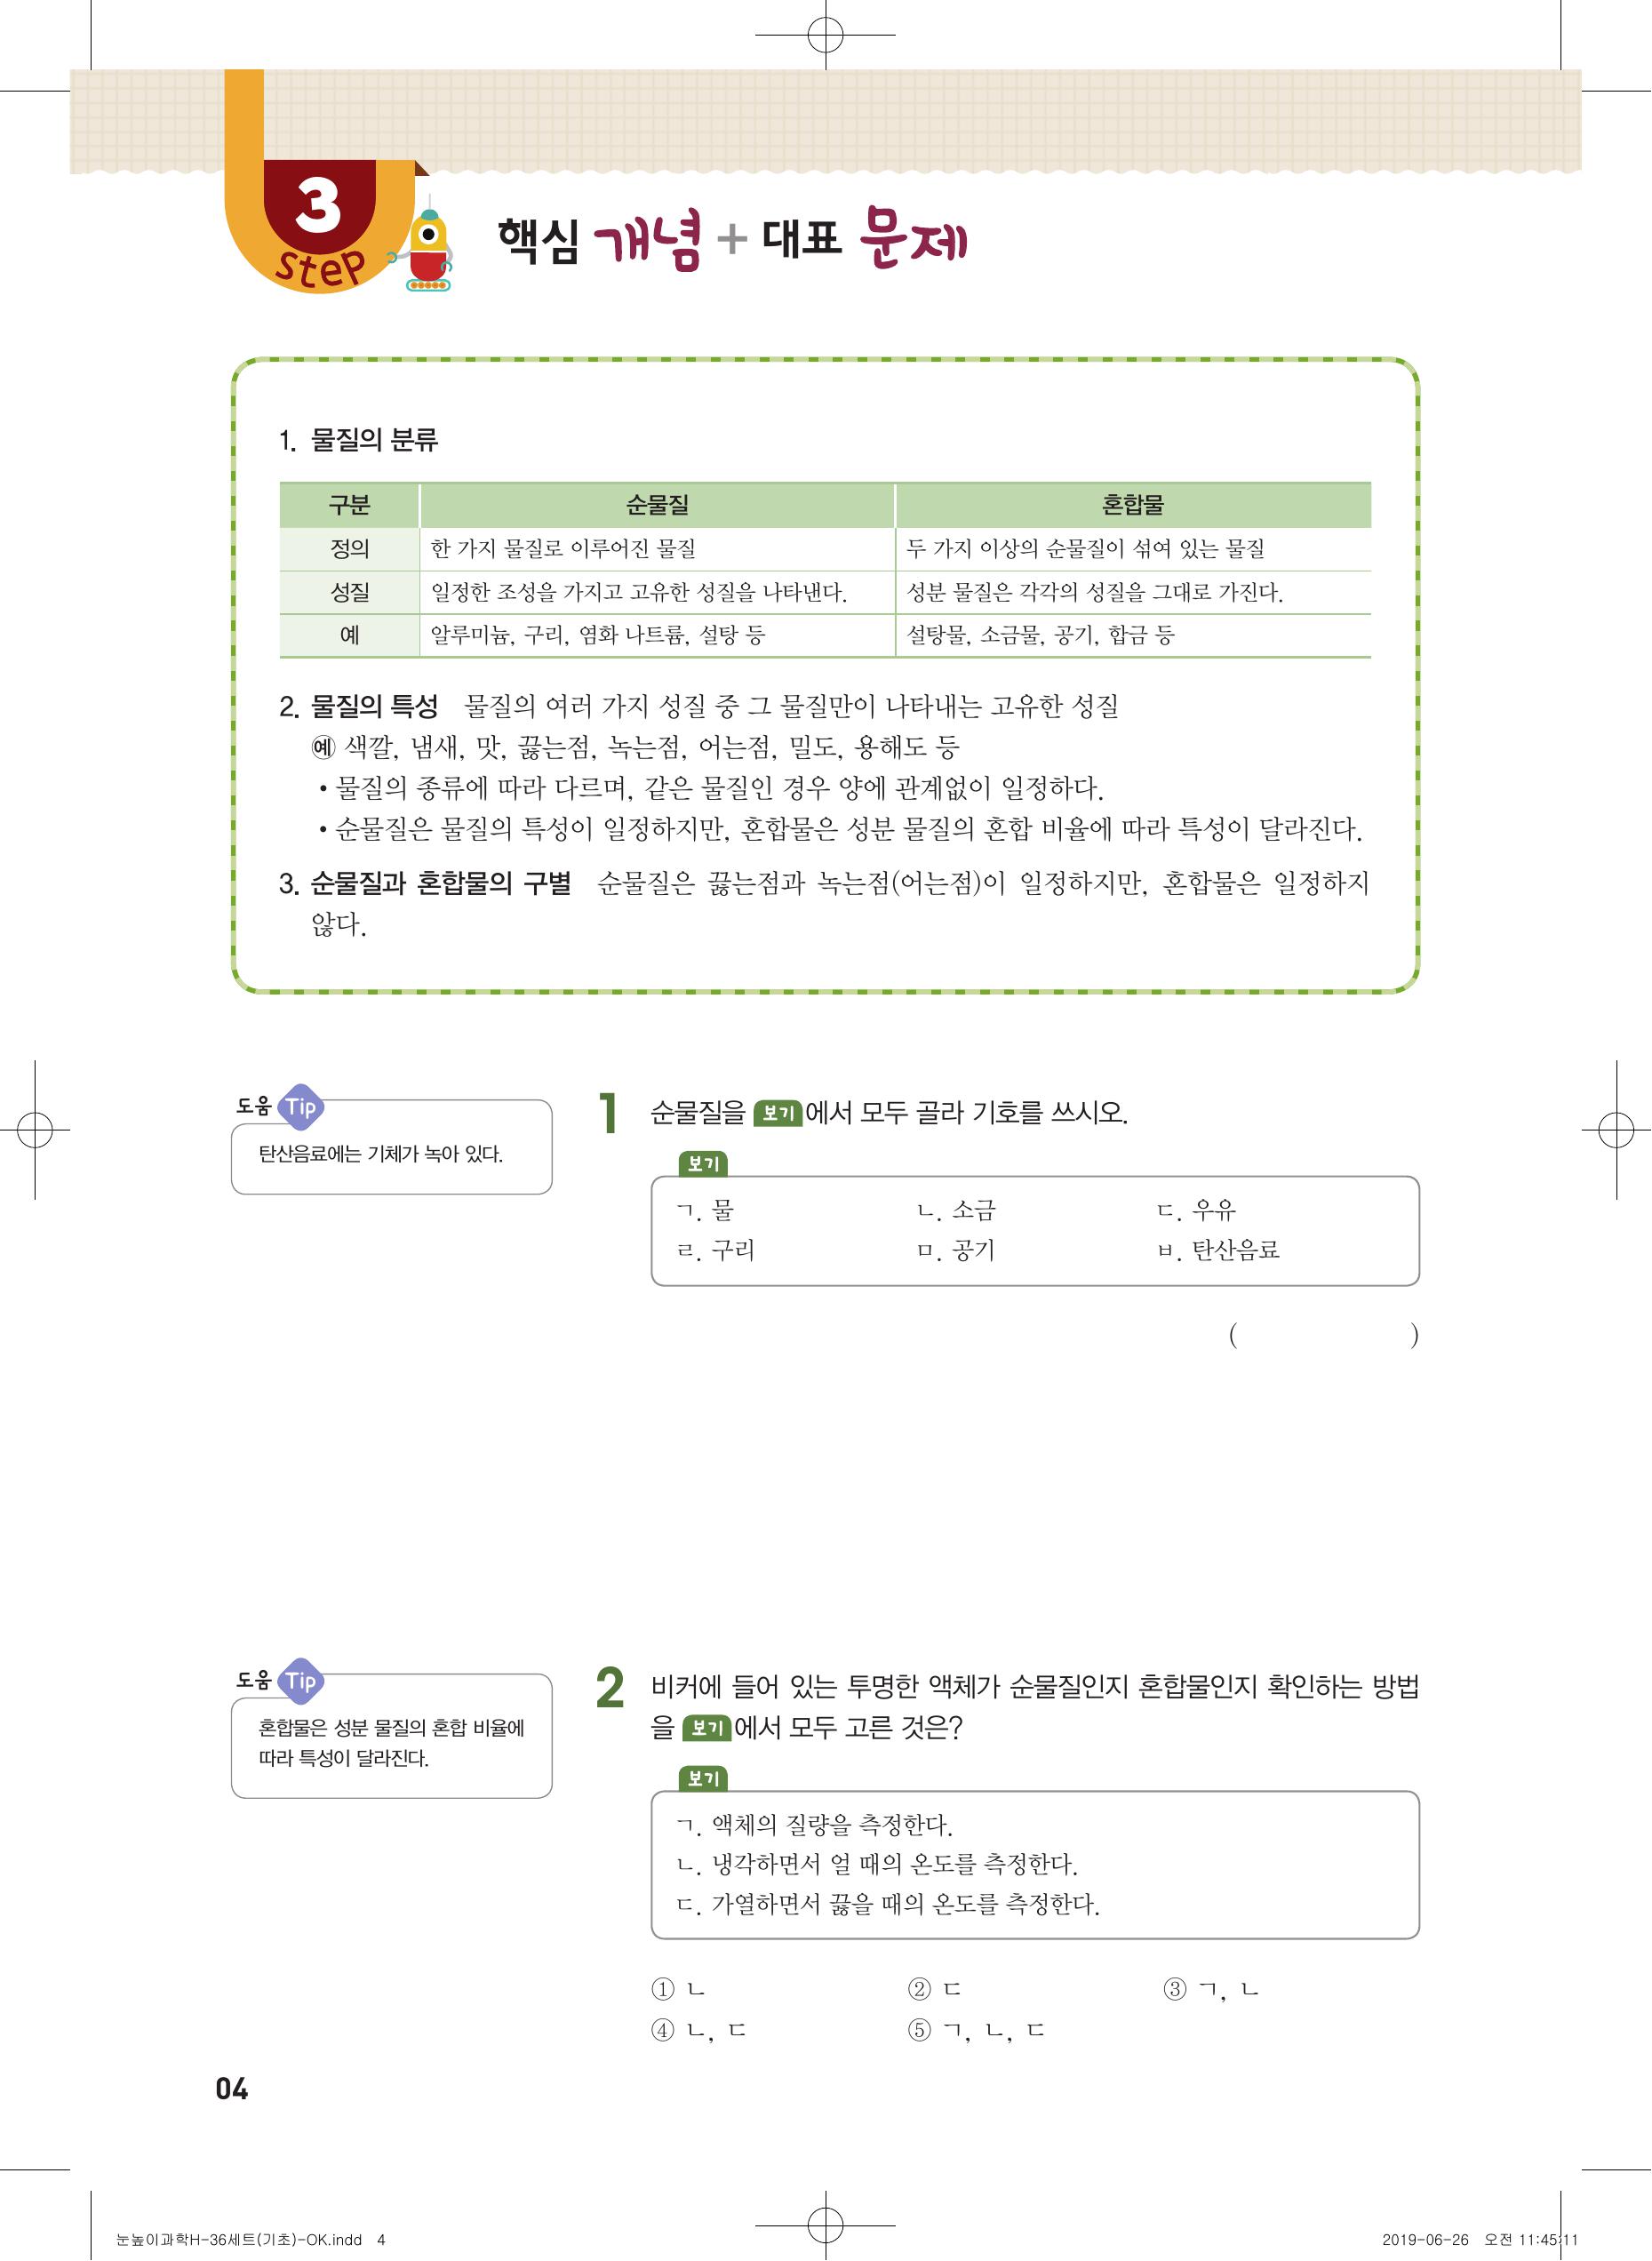 3
step
핵심 개념 + 대표 문제
1. 물질의 분류
구분 순물질 혼합물
정의 한 가지 물질로 이루어진 물질 두 가지 이상의 순물질이 섞여 있는 물질
성질 일정한 조성을 가지고 고유한 성질을 나타낸다. 성분 물질은 각각의 성질을 그대로 가진다.
예 알루미늄, 구리, 염화 나트륨, 설탕 등 설탕물, 소금물, 공기, 합금 등
2. 물질의 특성 물질의 여러 가지 성질 중 그 물질만이 나타내는 고유한 성질
예 색깔, 냄새, 맛, 끓는점, 녹는점, 어는점, 밀도, 용해도 등
• 물질의 종류에 따라 다르며, 같은 물질인 경우 양에 관계없이 일정하다.
• 순물질은 물질의 특성이 일정하지만, 혼합물은 성분 물질의 혼합 비율에 따라 특성이 달라진다.
3. 순물질과 혼합물의 구별 순물질은 끓는점과 녹는점(어는점)이 일정하지만, 혼합물은 일정하지
않다.
도움 Tip
탄산음료에는 기체가 녹아 있다.
1 순물질을 보기에서 모두 골라 기호를 쓰시오.
보기
ㄱ. 물 ㄴ. 소금 ㄷ. 우유
ㄹ. 구리 ㅁ. 공기 ㅂ. 탄산음료
( )
도움 Tip
혼합물은 성분 물질의 혼합 비율에
따라 특성이 달라진다.
2 비커에 들어 있는 투명한 액체가 순물질인지 혼합물인지 확인하는 방법
을 보기에서 모두 고른 것은?
보기
ㄱ. 액체의 질량을 측정한다.
ㄴ. 냉각하면서 얼 때의 온도를 측정한다.
ㄷ. 가열하면서 끓을 때의 온도를 측정한다.
① ㄴ ② ㄷ ③ ㄱ, ㄴ
④ ㄴ, ㄷ ⑤ ㄱ, ㄴ, ㄷ
04
눈높이과학H-36세트(기초)-OK.indd 4 2019-06-26 오전 11:45:11